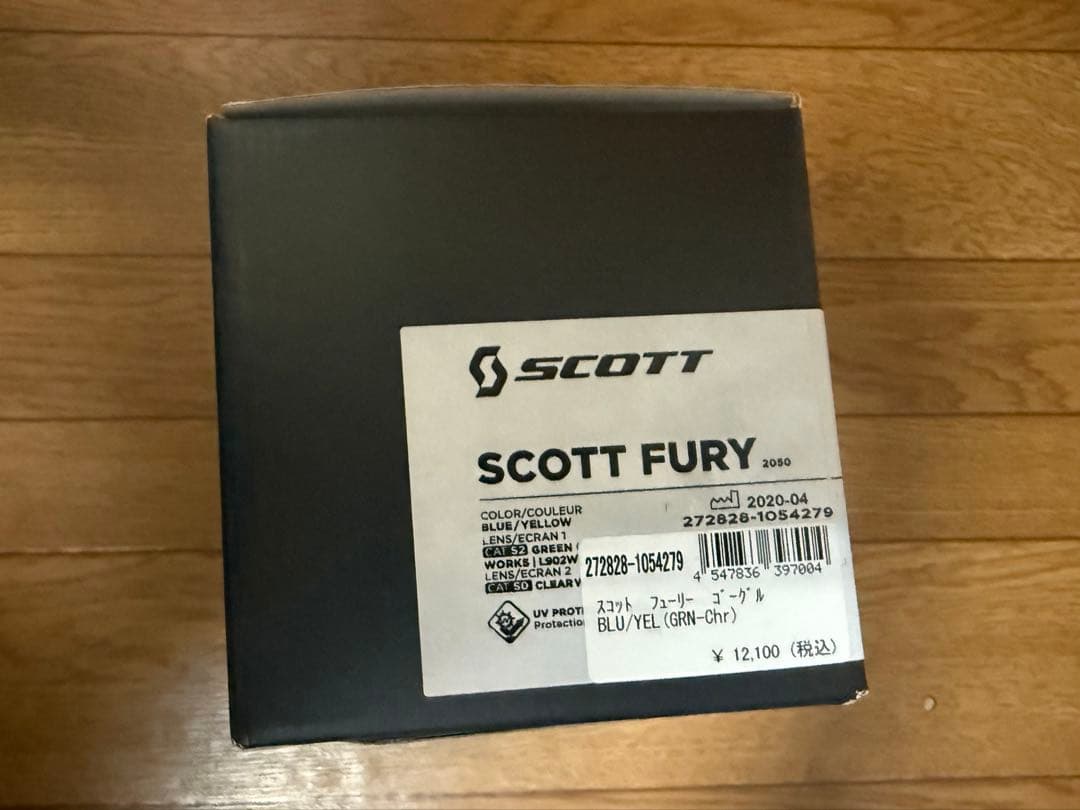 SCOTT
SCOTT FURY 2050
2020-04
272828-1054279
COLOR/COULEUR
BLUE/YELLOW
LENS/ECRAN 1
CAT S2 GREEN
WORKS | L902W
LENS/ECRAN 2
CAT S0 CLEAR
UV
272828-1054279
4 547836 397004
スコット フューリー ゴーグル
BLU/YEL(GRN-Chr)
¥ 12,100 (税込)